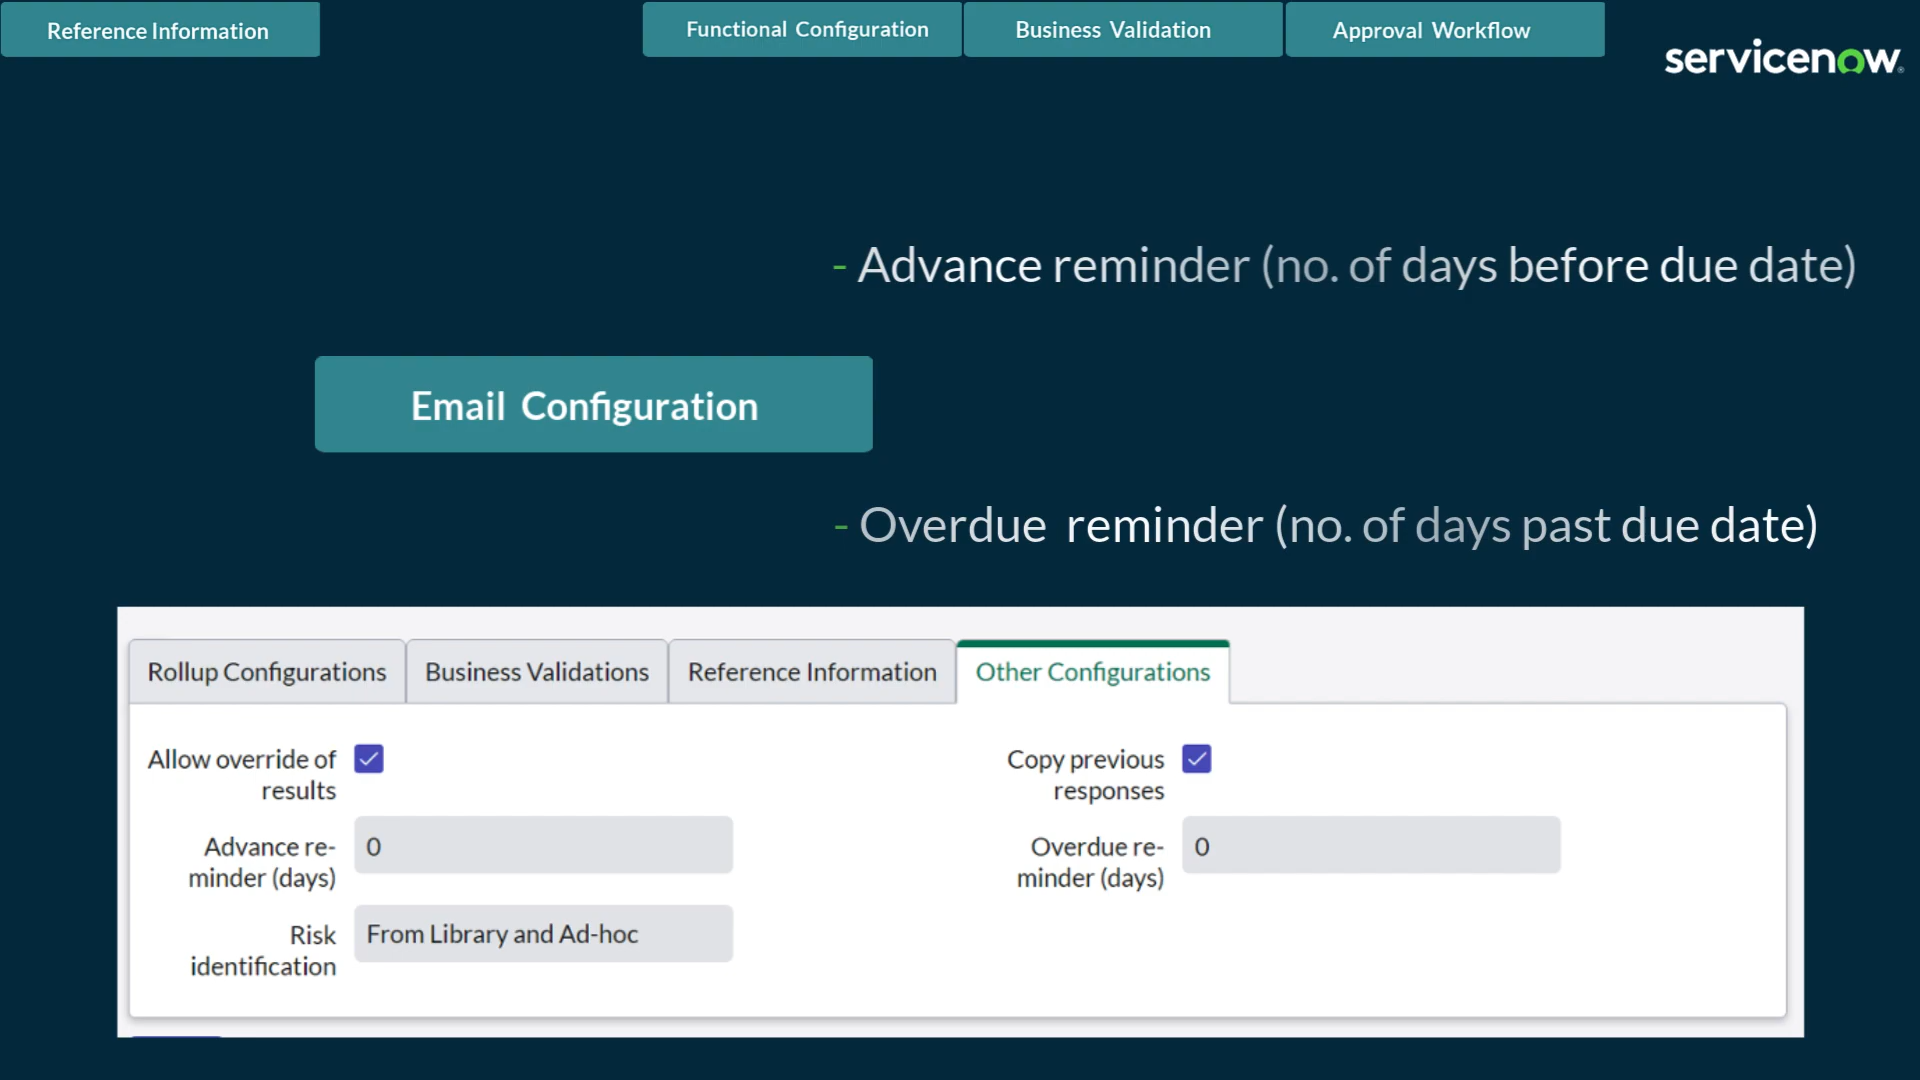 Reference Information
Functional Configuration
Business Validation
Approval Workflow
servicenow
- Advance reminder (no. of days before due date)
Email Configuration
- Overdue reminder (no. of days past due date)
Rollup Configurations
Business Validations
Reference Information
Other Configurations
Allow override of
results
Copy previous
responses
Advance re-
minder (days)
0
Overdue re-
minder (days)
0
Risk
identification
From Library and Ad-hoc